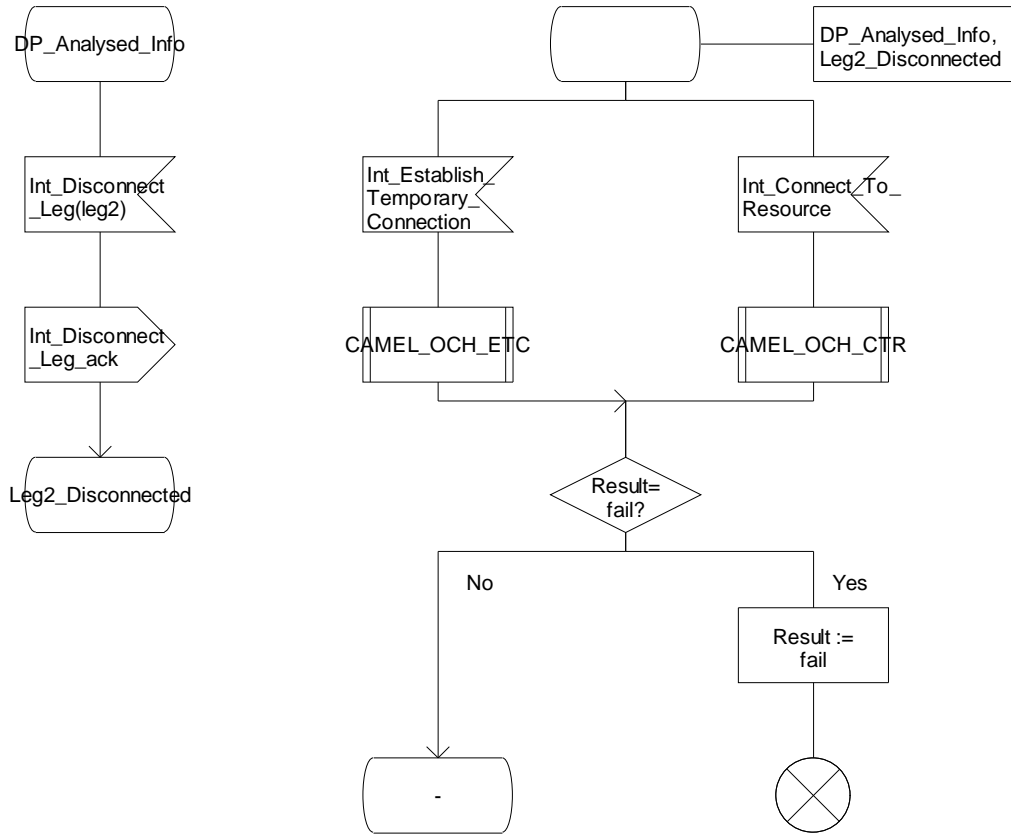 DP_Analysed_Info
Int_Disconnect
_Leg(leg2)
Int_Disconnect
_Leg_ack
Leg2_Disconnected
DP_Analysed_Info,
Leg2_Disconnected
Int_Establish_
Temporary_
Connection
Int_Connect_To_
Resource
CAMEL_OCH_ETC
CAMEL_OCH_CTR
Result=
fail?
No
Yes
Result :=
fail
-